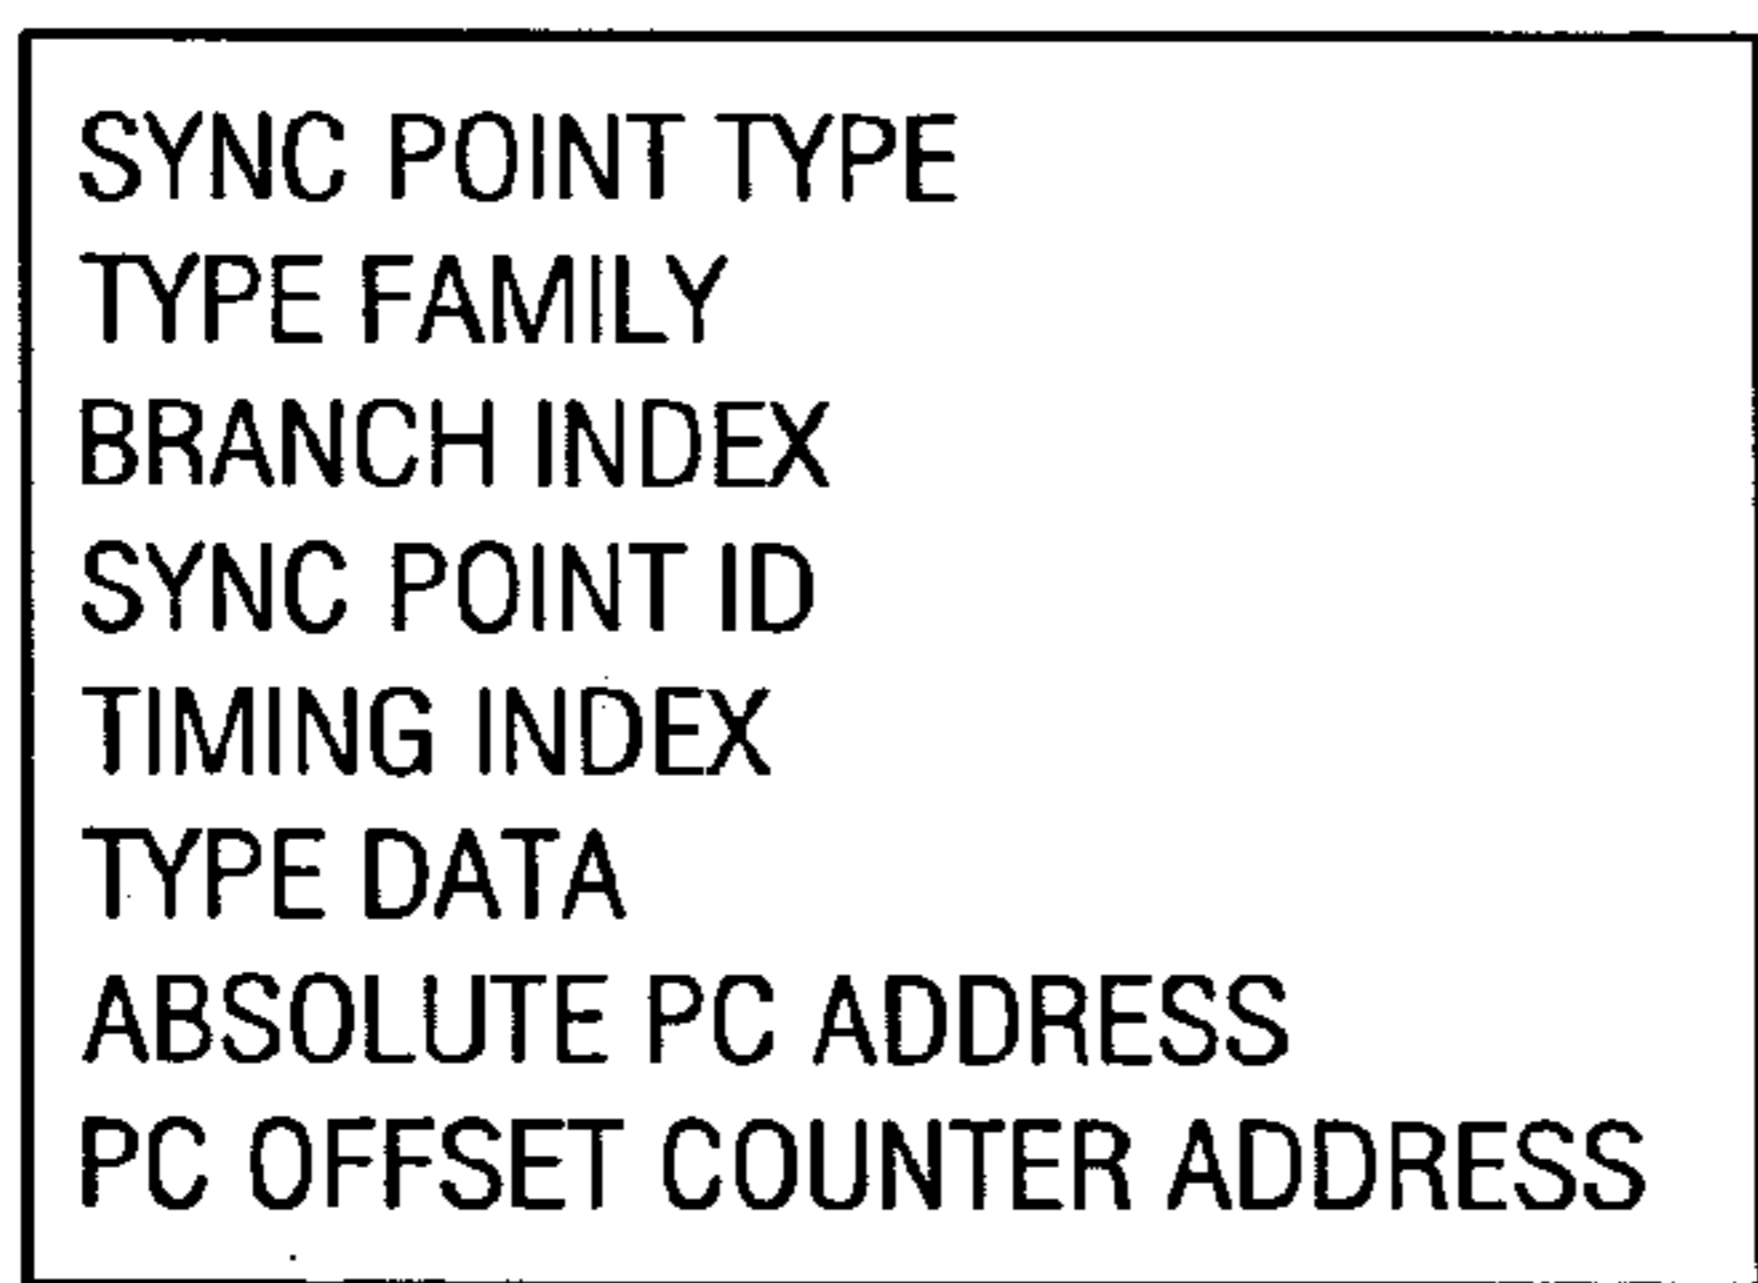 SYNC POINT TYPE
TYPE FAMILY
BRANCH INDEX
SYNC POINT ID
TIMING INDEX
TYPE DATA
ABSOLUTE PC ADDRESS
PC OFFSET COUNTER ADDRESS